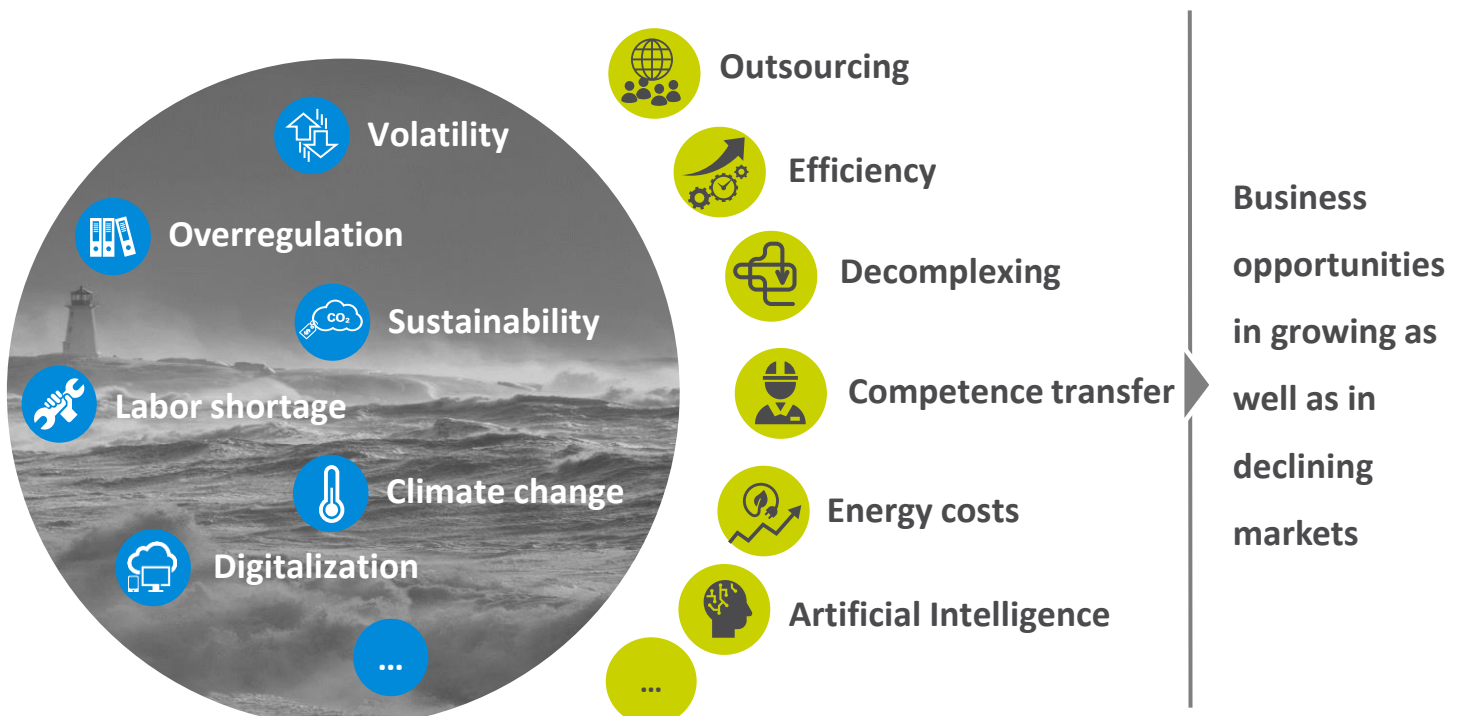 Volatility
Overregulation
CO₂
Sustainability
Labor shortage
Climate change
Digitalization
...
Outsourcing
Efficiency
Decomplexing
Competence transfer
Energy costs
Artificial Intelligence
...
Business
opportunities
in growing as
well as in
declining
markets